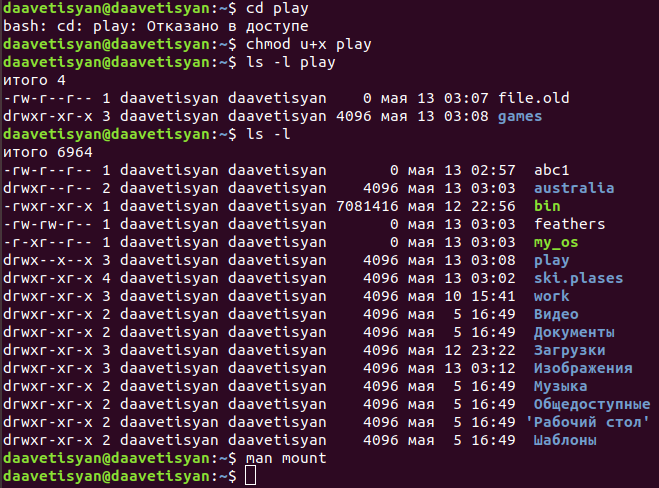 daavetisyan@daavetisyan:~$ cd play
bash: cd: play: Отказано в доступе
daavetisyan@daavetisyan:~$ chmod u+x play
daavetisyan@daavetisyan:~$ ls -l play
итого 4
-rw-r--r-- 1 daavetisyan daavetisyan    0 мая 13 03:07 file.old
drwxr-xr-x 3 daavetisyan daavetisyan 4096 мая 13 03:08 games
daavetisyan@daavetisyan:~$ ls -l
итого 6964
-rw-r--r-- 1 daavetisyan daavetisyan       0 мая 13 02:57  abc1
drwxr--r-- 2 daavetisyan daavetisyan    4096 мая 13 03:03  australia
-rwxr-xr-x 1 daavetisyan daavetisyan 7081416 мая 12 22:56  bin
-rw-rw-r-- 1 daavetisyan daavetisyan       0 мая 13 03:03  feathers
-r-xr--r-- 1 daavetisyan daavetisyan       0 мая 13 03:03  my_os
drwx--x--x 3 daavetisyan daavetisyan    4096 мая 13 03:08  play
drwxr-xr-x 4 daavetisyan daavetisyan    4096 мая 13 03:02  ski.plases
drwxr-xr-x 3 daavetisyan daavetisyan    4096 мая 10 15:41  work
drwxr-xr-x 2 daavetisyan daavetisyan    4096 мая  5 16:49  Видео
drwxr-xr-x 2 daavetisyan daavetisyan    4096 мая  5 16:49  Документы
drwxr-xr-x 3 daavetisyan daavetisyan    4096 мая 12 23:22  Загрузки
drwxr-xr-x 3 daavetisyan daavetisyan    4096 мая 13 03:12  Изображения
drwxr-xr-x 2 daavetisyan daavetisyan    4096 мая  5 16:49  Музыка
drwxr-xr-x 2 daavetisyan daavetisyan    4096 мая  5 16:49  Общедоступные
drwxr-xr-x 2 daavetisyan daavetisyan    4096 мая  5 16:49 'Рабочий стол'
drwxr-xr-x 2 daavetisyan daavetisyan    4096 мая  5 16:49  Шаблоны
daavetisyan@daavetisyan:~$ man mount
daavetisyan@daavetisyan:~$